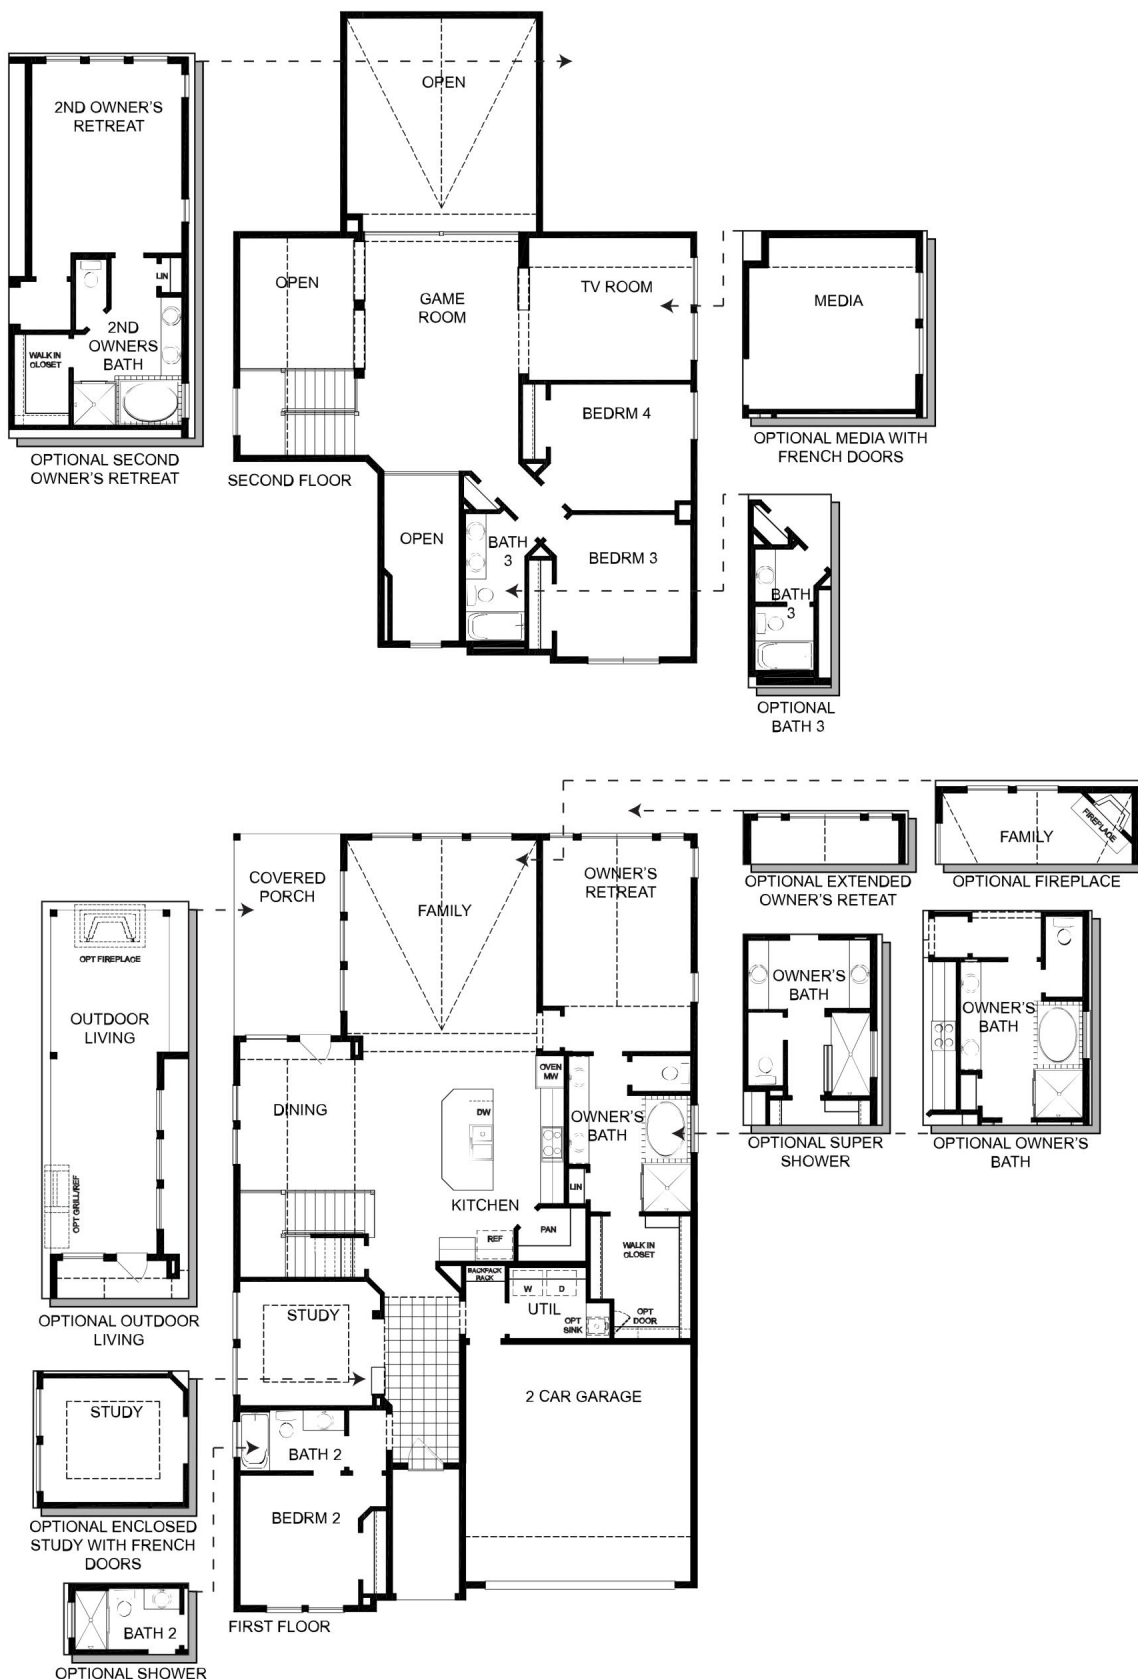 2ND OWNER'S
RETREAT
LIN
2ND
OWNERS
BATH
WALK IN
CLOSET
OPTIONAL SECOND
OWNER'S RETREAT
OPEN
OPEN
GAME
ROOM
TV ROOM
BEDRM 4
SECOND FLOOR
OPEN
BATH
3
BEDRM 3
MEDIA
OPTIONAL MEDIA WITH
FRENCH DOORS
BATH
3
OPTIONAL
BATH 3
COVERED
PORCH
FAMILY
OWNER'S
RETREAT
OPTIONAL EXTENDED
OWNER'S RETEAT
FAMILY
FIREPLACE
OPTIONAL FIREPLACE
OPT FIREPLACE
OUTDOOR
LIVING
OPT GRILL/REF
OPTIONAL OUTDOOR
LIVING
OWNER'S
BATH
OPTIONAL SUPER
SHOWER
OWNER'S
BATH
OPTIONAL OWNER'S
BATH
DINING
OVEN
MW
DW
OWNER'S
BATH
LIN
KITCHEN
REF
PAN
WALK IN
CLOSET
BACKPACK
RACK
W
D
UTIL
OPT
SINK
OPT
DOOR
STUDY
2 CAR GARAGE
BATH 2
BEDRM 2
FIRST FLOOR
STUDY
OPTIONAL ENCLOSED
STUDY WITH FRENCH
DOORS
BATH 2
OPTIONAL SHOWER